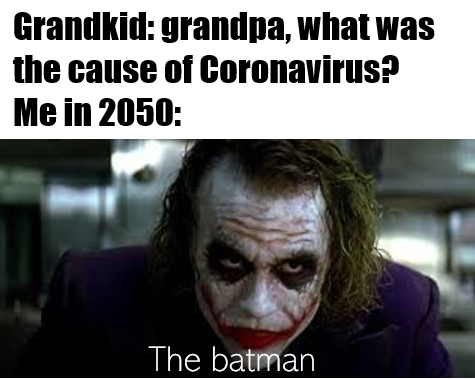 Grandkid: grandpa, what was
the cause of Coronavirus?
Me in 2050:
The batman